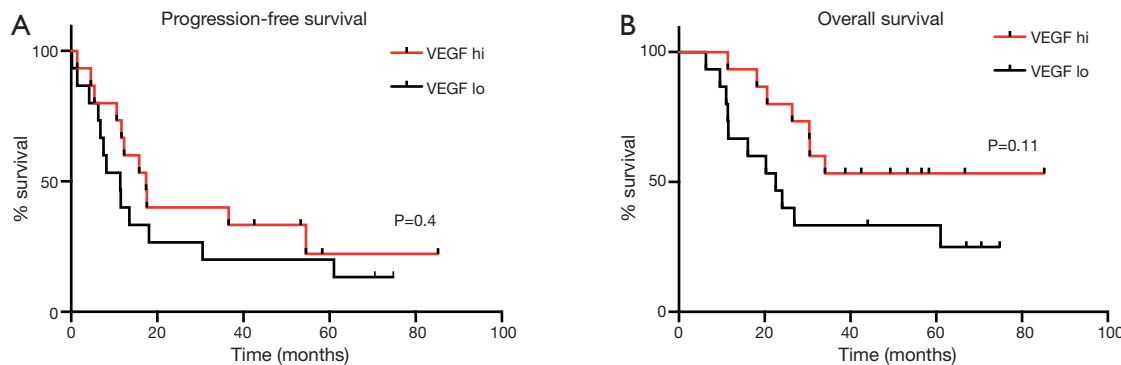 A
Progression-free survival
100
50
0
% survival
VEGF hi
VEGF lo
P=0.4
0 20 40 60 80 100
Time (months)
B
Overall survival
100
50
0
% survival
VEGF hi
VEGF lo
P=0.11
0 20 40 60 80 100
Time (months)